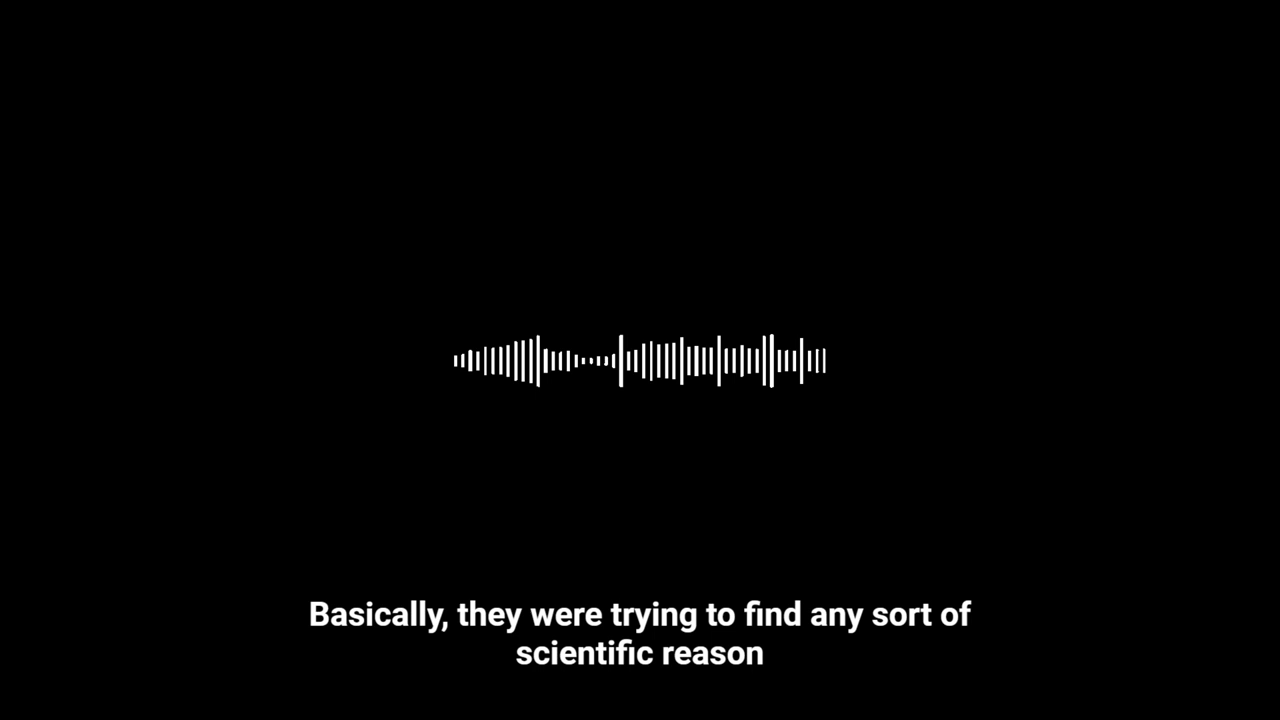 Basically, they were trying to find any sort of
scientific reason